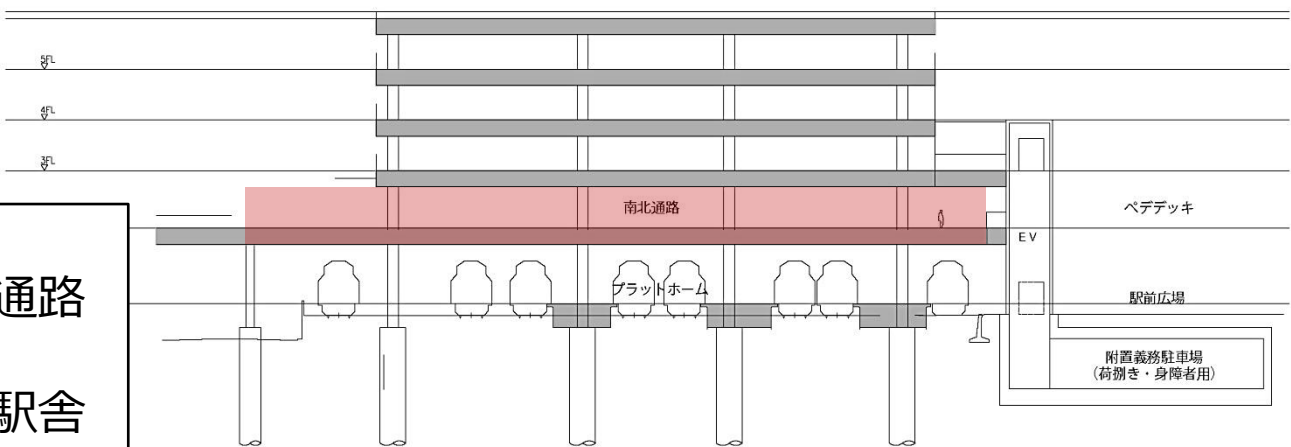 5FL
4FL
3FL
南北通路
ペデデッキ
EV
通路
プラットホーム
駅前広場
附置義務駐車場
(荷捌き・身障者用)
駅舎